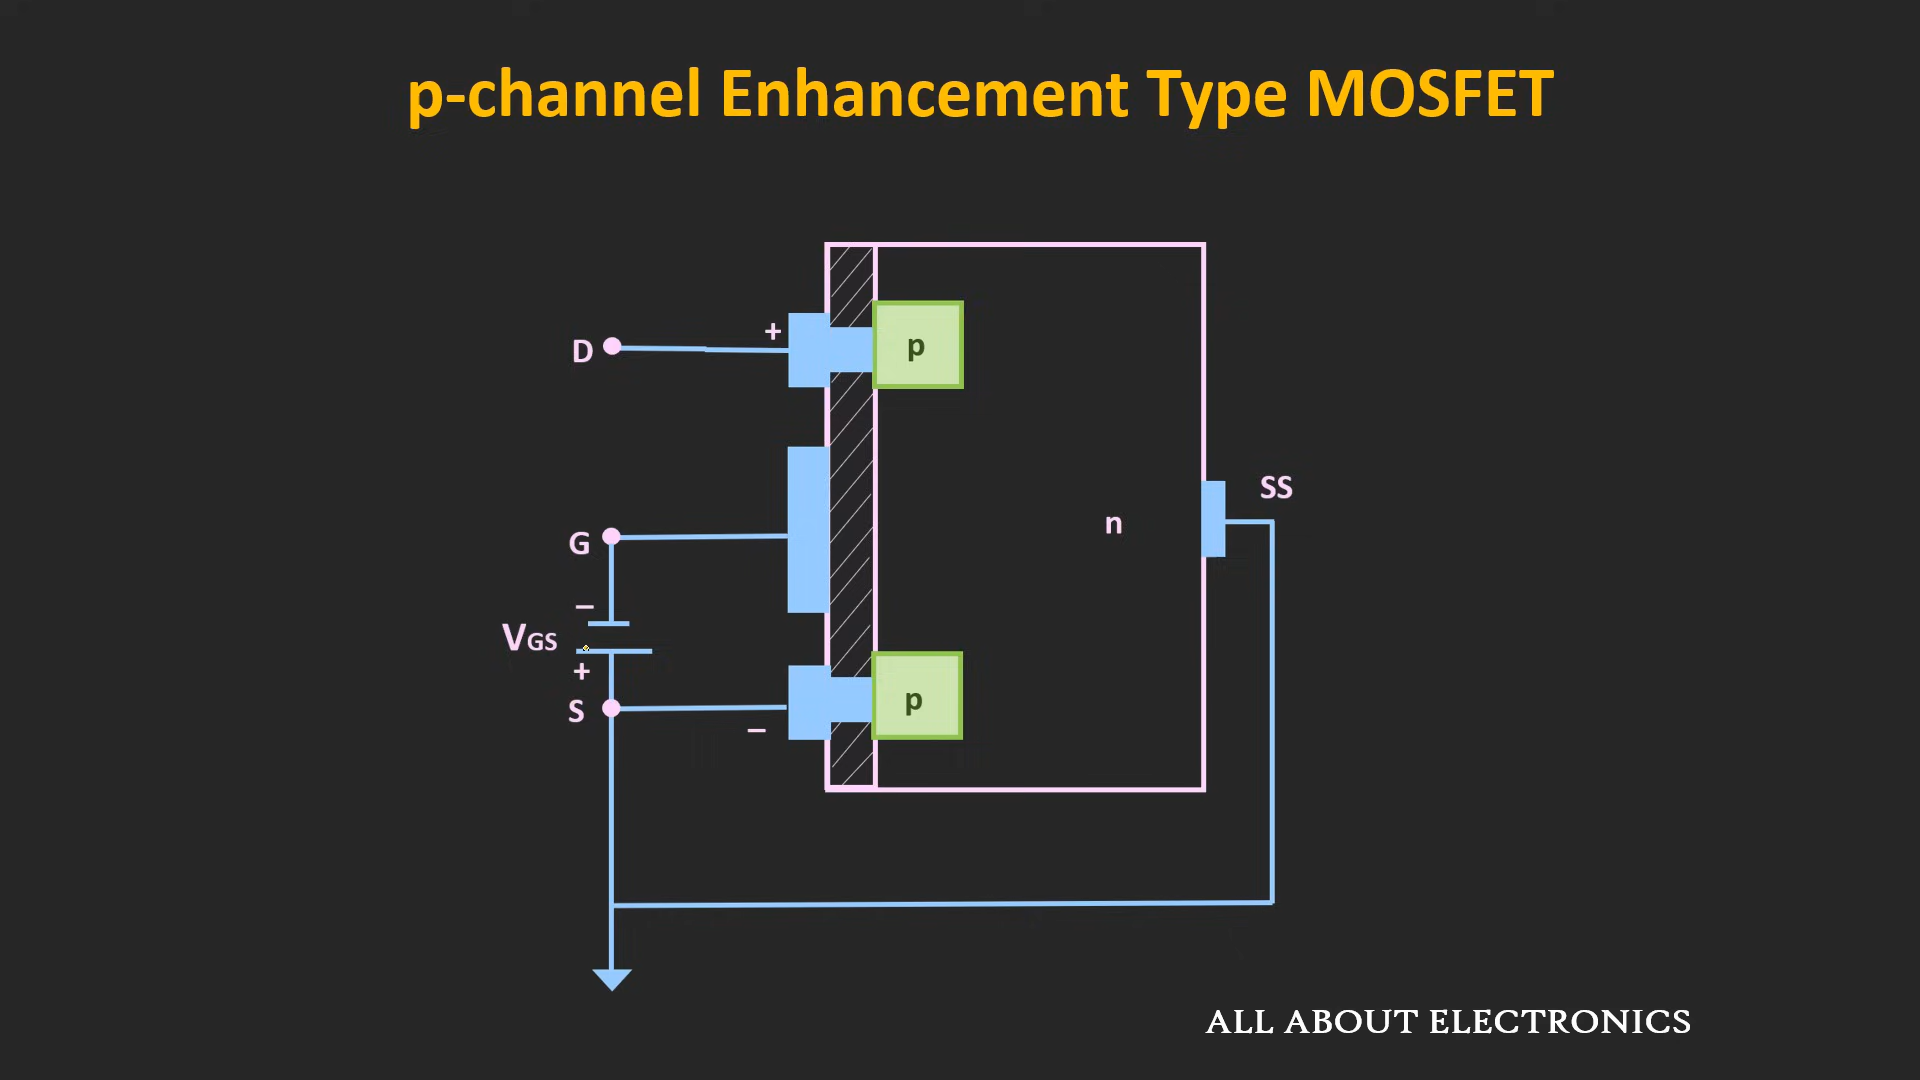 p-channel Enhancement Type MOSFET
+
D
p
SS
n
G
–
VGS
+
S
p
–
ALL ABOUT ELECTRONICS